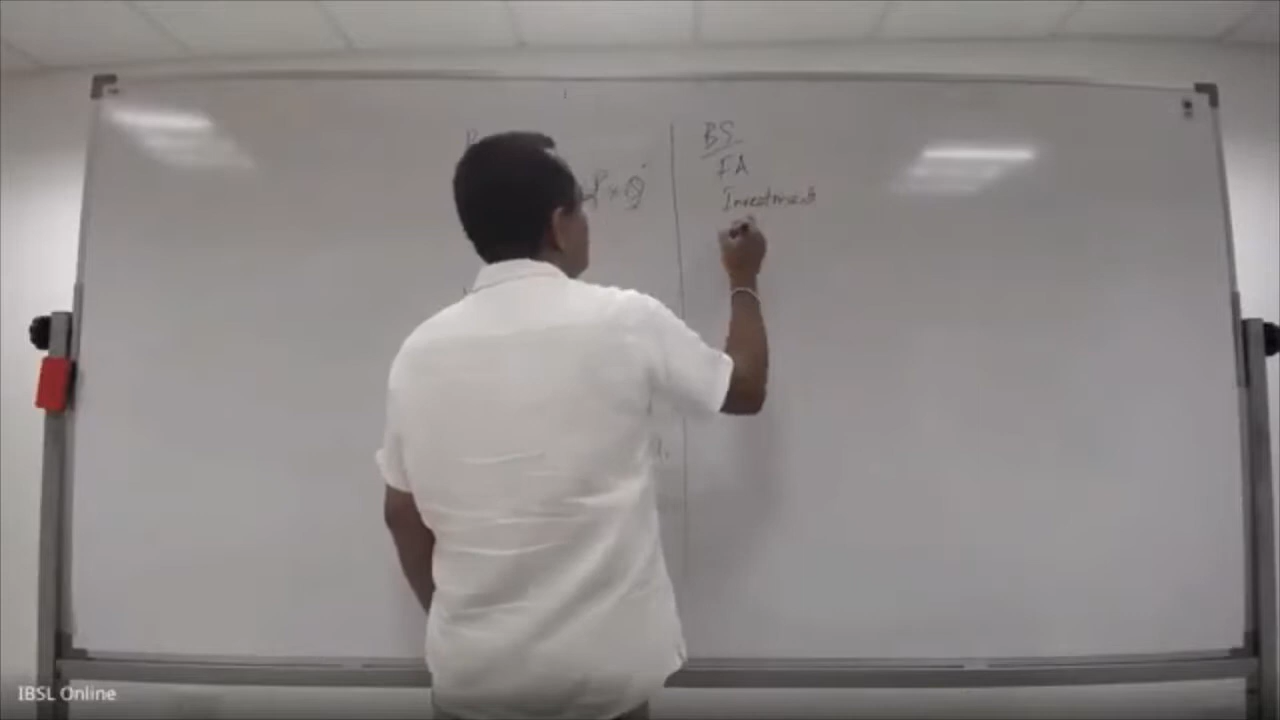 P × Q
BS
FA
Investment
IBSL Online